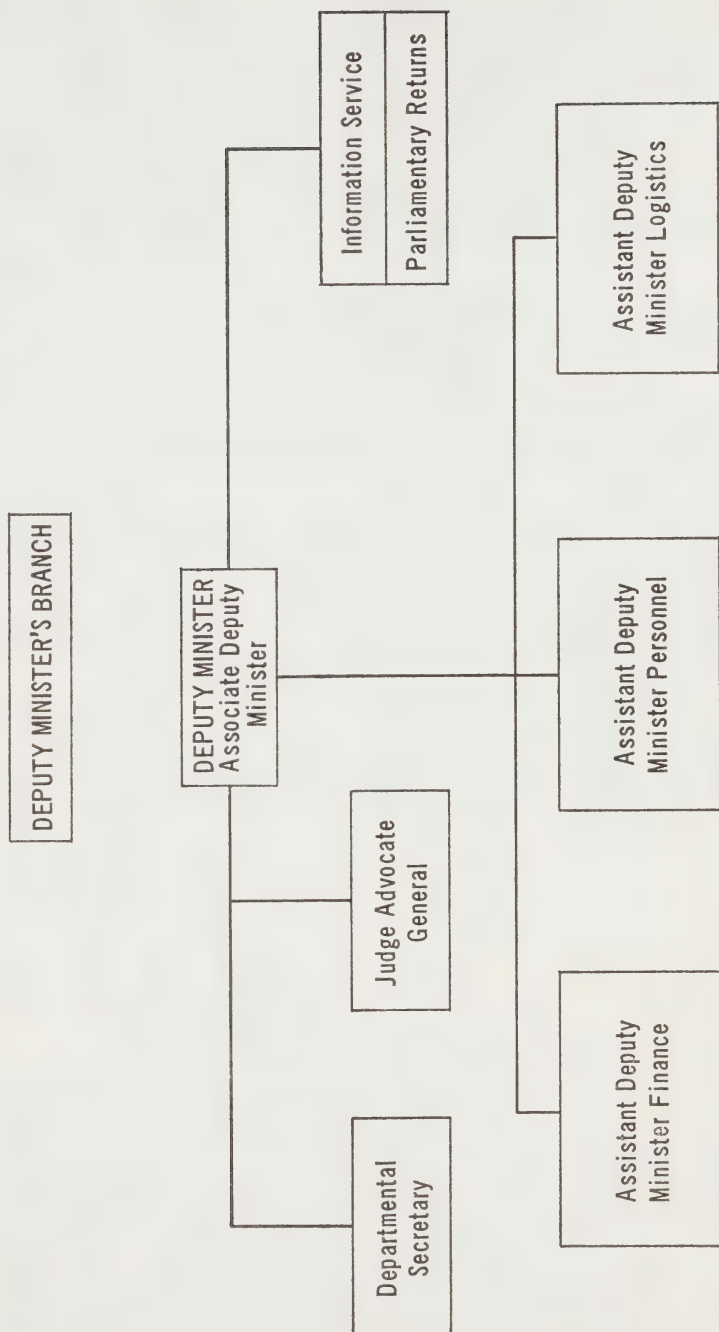 DEPUTY MINISTER'S BRANCH
DEPUTY MINISTER
Associate Deputy
Minister
Departmental
Secretary
Judge Advocate
General
Information Service
Parliamentary Returns
Assistant Deputy
Minister Finance
Assistant Deputy
Minister Personnel
Assistant Deputy
Minister Logistics